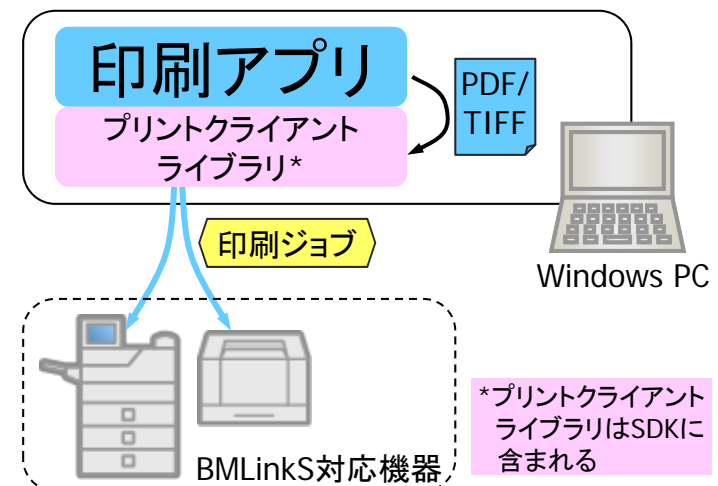 印刷アプリ
プリントクライアント
ライブラリ*
PDF/
TIFF
印刷ジョブ
Windows PC
BMLinkS対応機器
*プリントクライアント
ライブラリはSDKに
含まれる